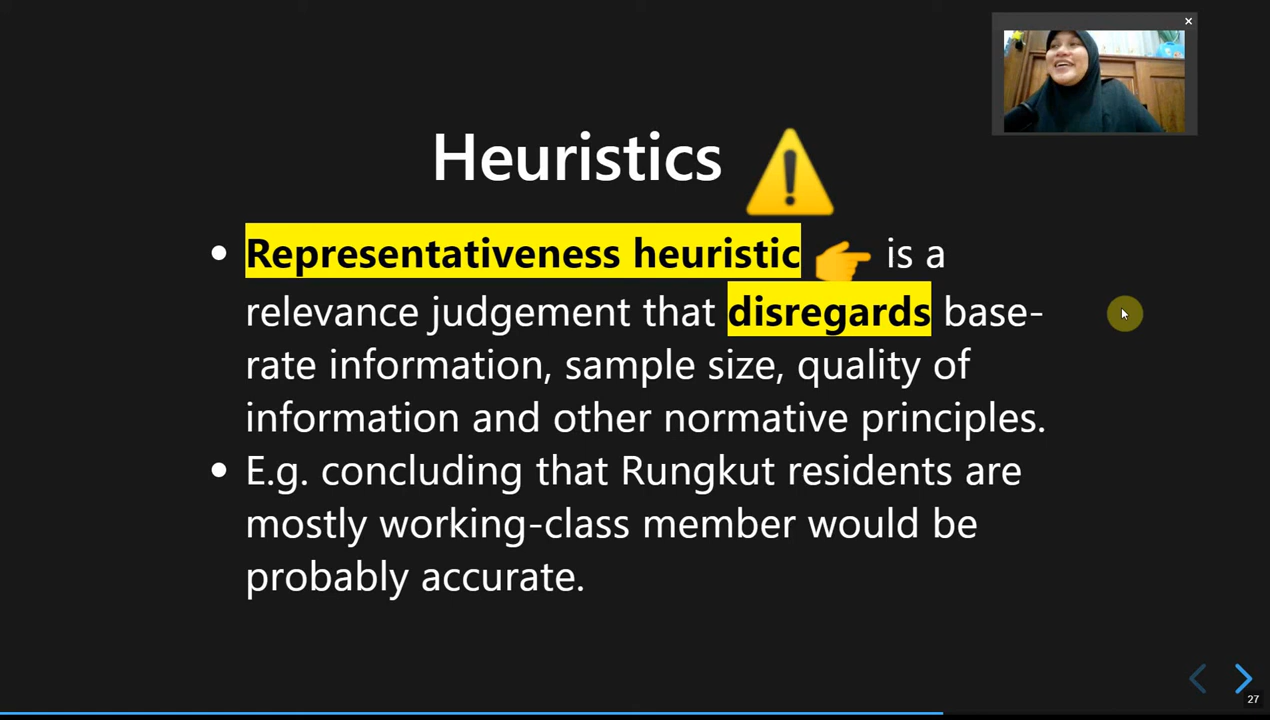 Heuristics
Representativeness heuristic is a
relevance judgement that disregards base-
rate information, sample size, quality of
information and other normative principles.
E.g. concluding that Rungkut residents are
mostly working-class member would be
probably accurate.
27